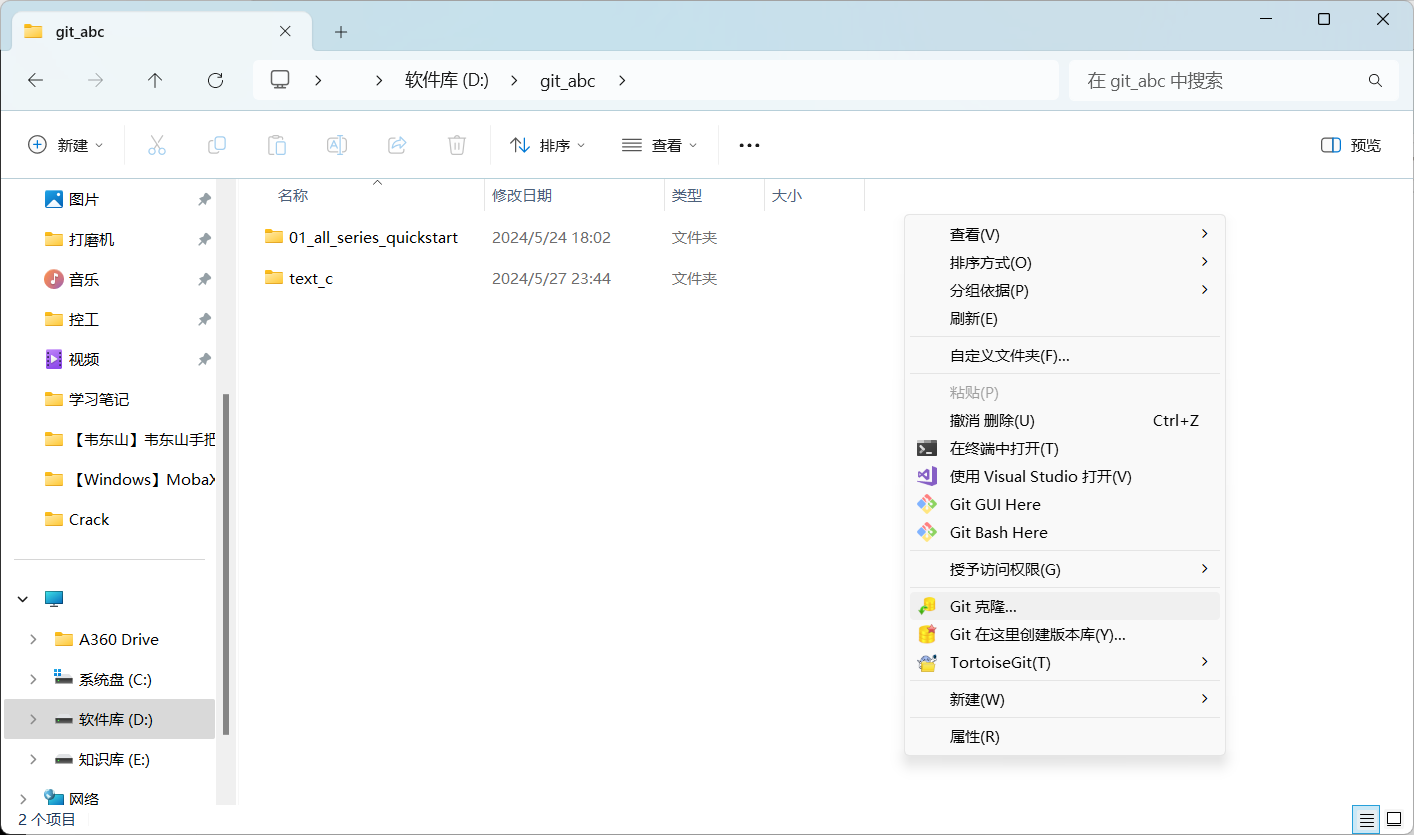 git_abc
软件库 (D:)
git_abc
在 git_abc 中搜索
新建
排序
查看
预览
图片
打磨机
音乐
控工
视频
学习笔记
【韦东山】韦东山手把
【Windows】MobaX
Crack
A360 Drive
系统盘 (C:)
软件库 (D:)
知识库 (E:)
网络
名称
修改日期
类型
大小
01_all_series_quickstart
2024/5/24 18:02
文件夹
text_c
2024/5/27 23:44
文件夹
查看(V)
排序方式(O)
分组依据(P)
刷新(E)
自定义文件夹(F)...
粘贴(P)
撤消 删除(U)
Ctrl+Z
在终端中打开(T)
使用 Visual Studio 打开(V)
Git GUI Here
Git Bash Here
授予访问权限(G)
Git 克隆...
Git 在这里创建版本库(Y)...
TortoiseGit(T)
新建(W)
属性(R)
2 个项目